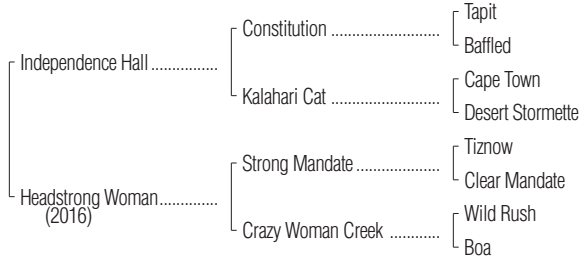 Tapit
Constitution
Baffled
Independence Hall
Cape Town
Kalahari Cat
Desert Stormette
Tiznow
Strong Mandate
Clear Mandate
Headstrong Woman
(2016)
Wild Rush
Crazy Woman Creek
Boa